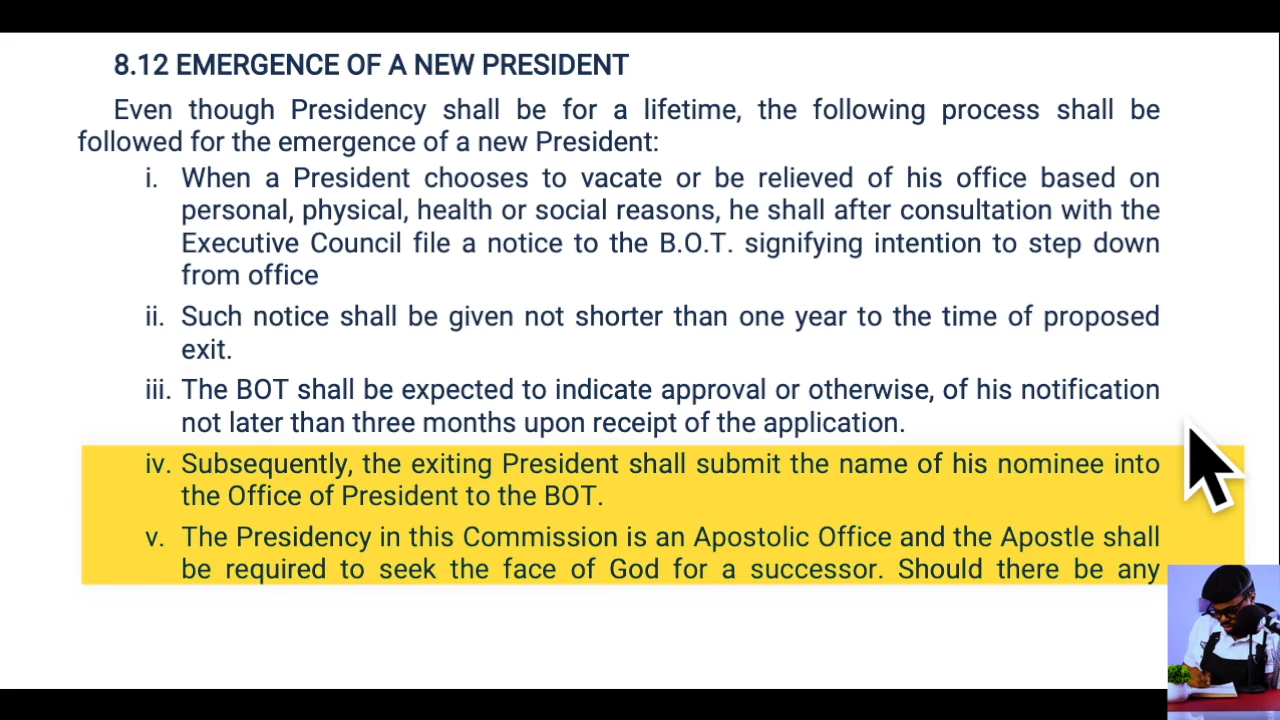 8.12 EMERGENCE OF A NEW PRESIDENT
Even though Presidency shall be for a lifetime, the following process shall be
followed for the emergence of a new President:
i. When a President chooses to vacate or be relieved of his office based on
personal, physical, health or social reasons, he shall after consultation with the
Executive Council file a notice to the B.O.T. signifying intention to step down
from office
ii. Such notice shall be given not shorter than one year to the time of proposed
exit.
iii. The BOT shall be expected to indicate approval or otherwise, of his notification
not later than three months upon receipt of the application.
iv. Subsequently, the exiting President shall submit the name of his nominee into
the Office of President to the BOT.
v. The Presidency in this Commission is an Apostolic Office and the Apostle shall
be required to seek the face of God for a successor. Should there be any